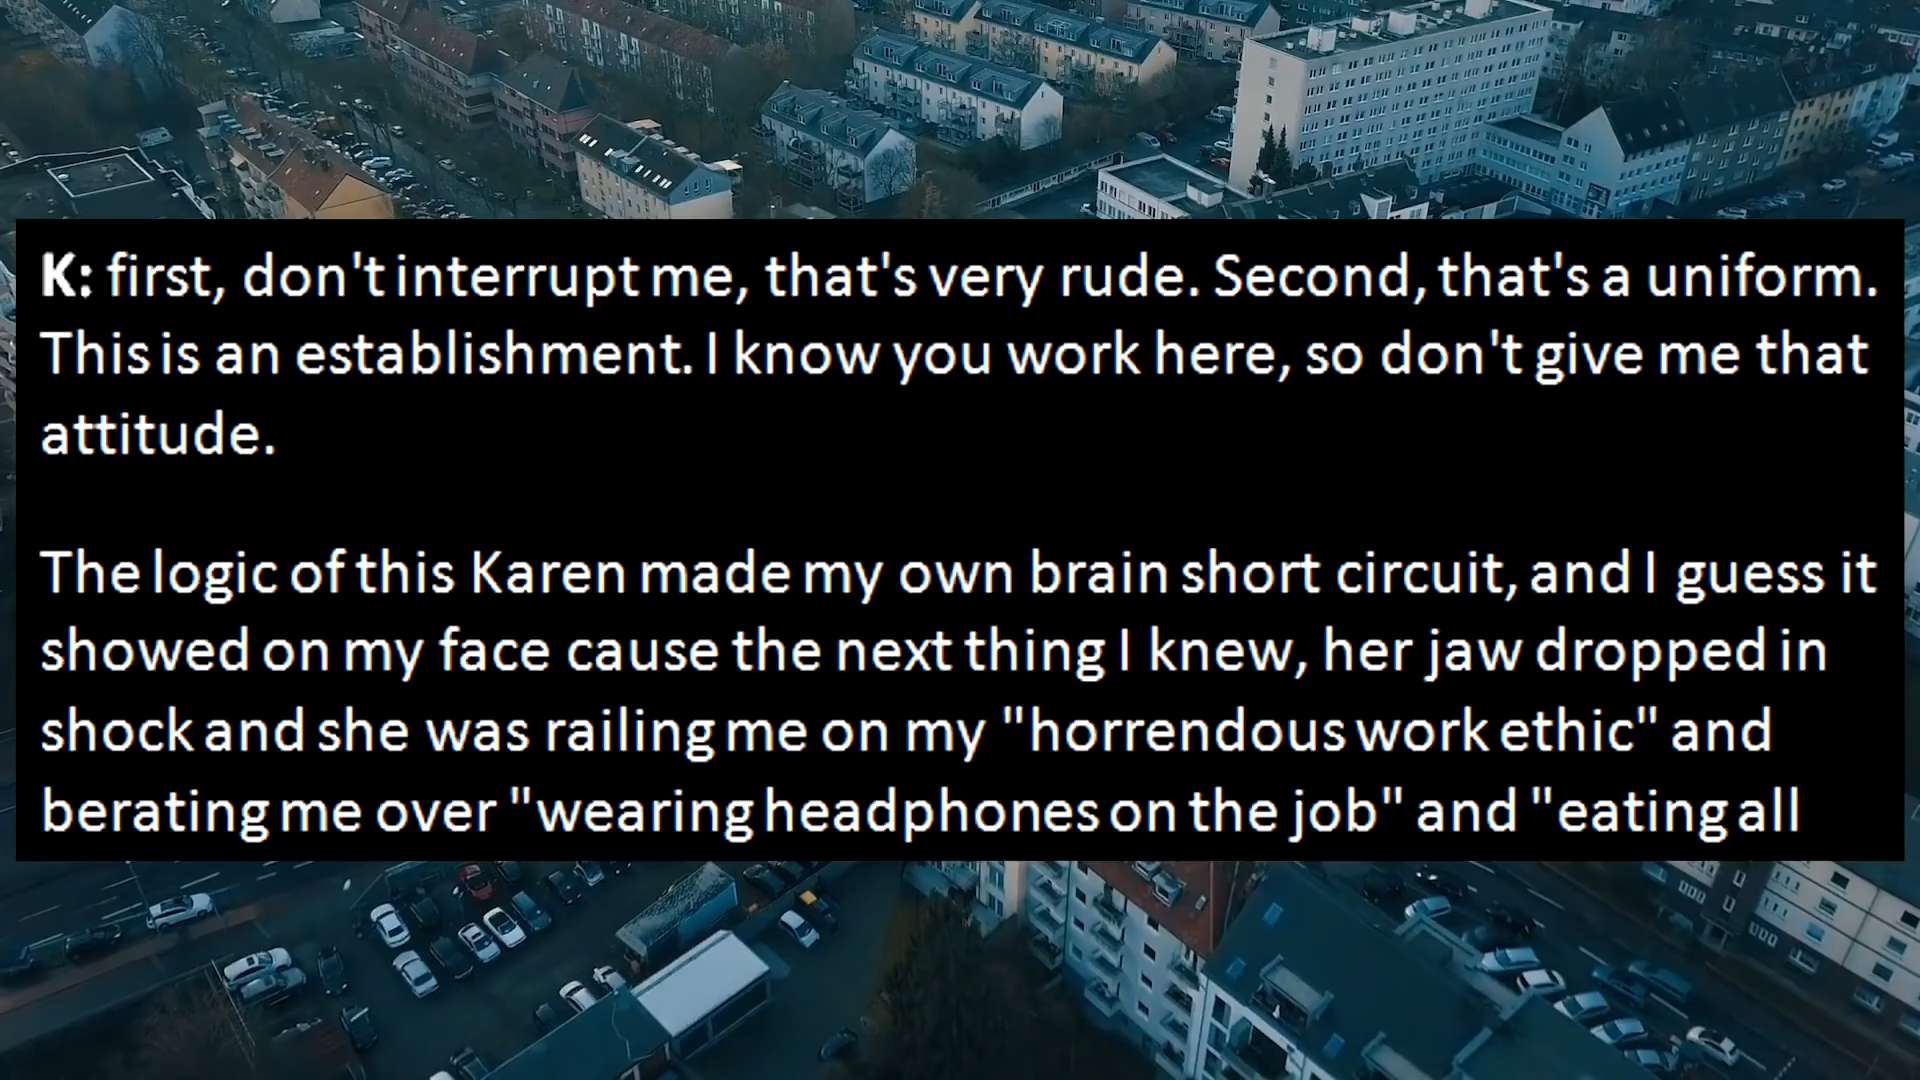 K: first, don't interrupt me, that's very rude. Second, that's a uniform.
This is an establishment. I know you work here, so don't give me that
attitude.
The logic of this Karen made my own brain short circuit, and I guess it
showed on my face cause the next thing I knew, her jaw dropped in
shock and she was railing me on my "horrendous work ethic" and
berating me over "wearing headphones on the job" and "eating all